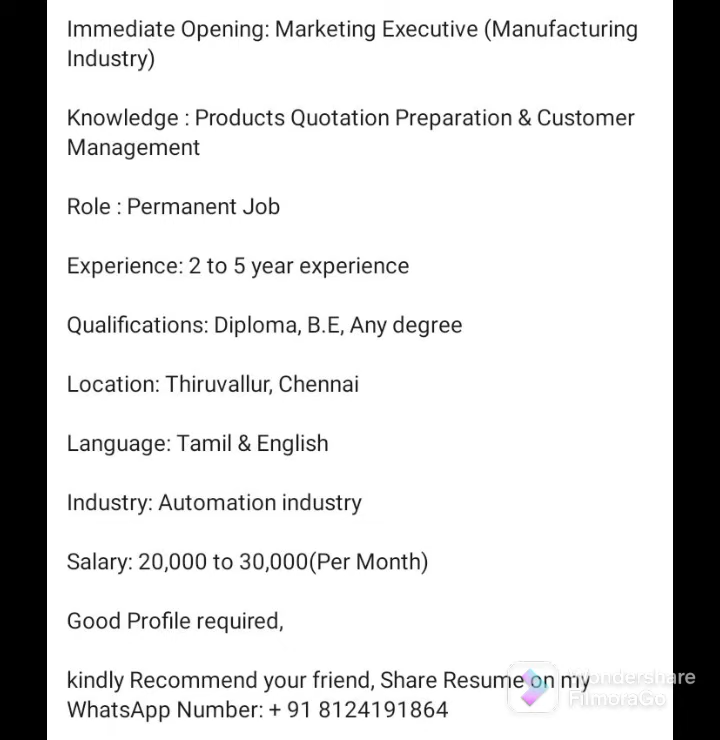 Immediate Opening: Marketing Executive (Manufacturing
Industry)
Knowledge : Products Quotation Preparation & Customer
Management
Role : Permanent Job
Experience: 2 to 5 year experience
Qualifications: Diploma, B.E, Any degree
Location: Thiruvallur, Chennai
Language: Tamil & English
Industry: Automation industry
Salary: 20,000 to 30,000(Per Month)
Good Profile required,
kindly Recommend your friend, Share Resume on my
WhatsApp Number: + 91 8124191864
Wondershare
FilmoraGo